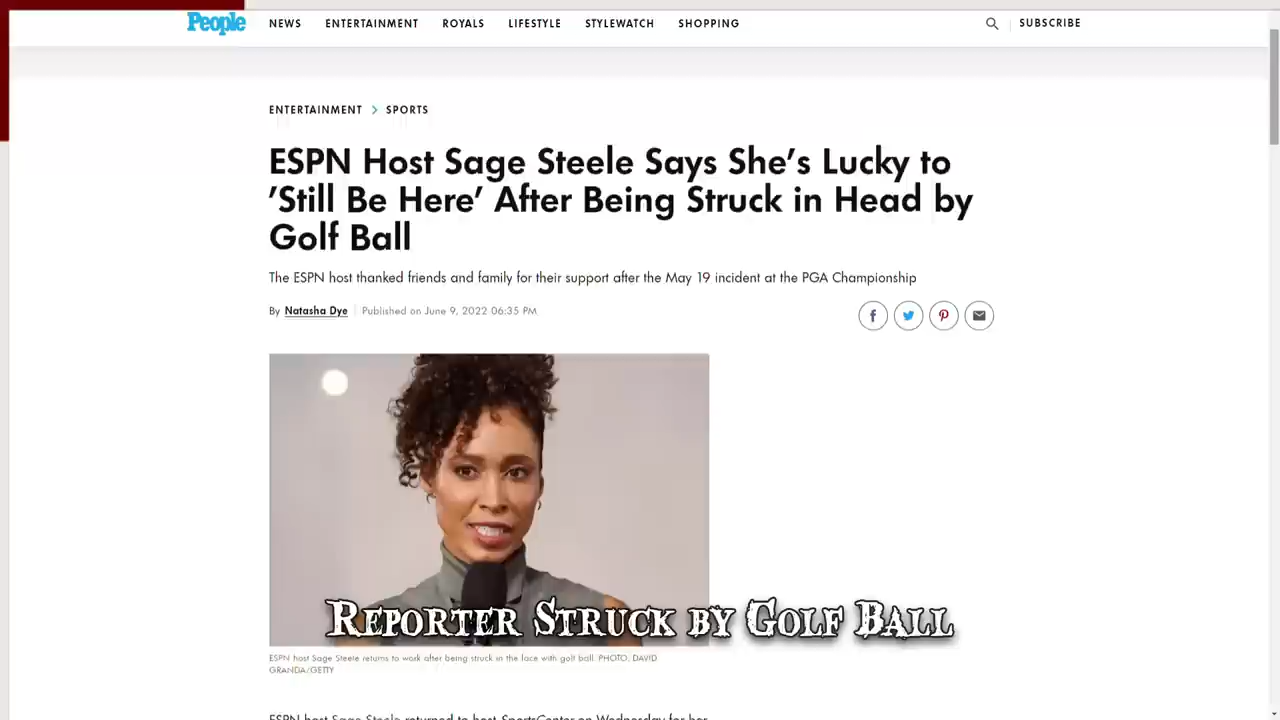 People NEWS ENTERTAINMENT ROYALS LIFESTYLE STYLEWATCH SHOPPING SUBSCRIBE
ENTERTAINMENT > SPORTS
ESPN Host Sage Steele Says She's Lucky to
'Still Be Here' After Being Struck in Head by
Golf Ball
The ESPN host thanked friends and family for their support after the May 19 incident at the PGA Championship
By Natasha Dye Published on June 9, 2022 06:35 PM
REPORTER STRUCK BY GOLF BALL
ESPN host Sage Steele returns to work after being struck in the face with golf ball. PHOTO: DAVID
GRANDA/GETTY
ESPN host Sage Steele returned to host SportsCenter on Wednesday for her